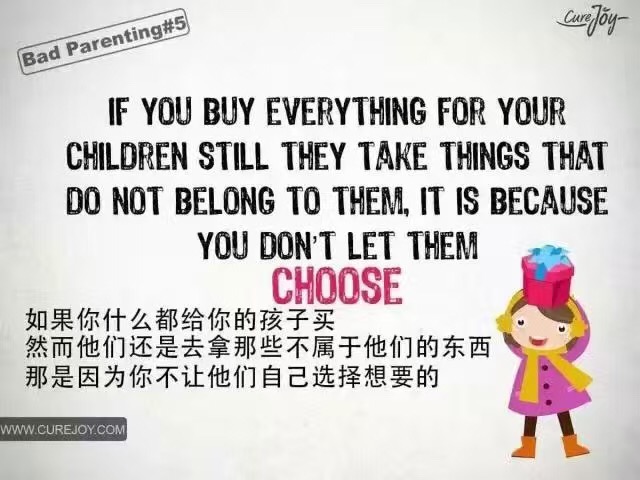 Bad Parenting#5
CureJoy
IF YOU BUY EVERYTHING FOR YOUR
CHILDREN STILL THEY TAKE THINGS THAT
DO NOT BELONG TO THEM, IT IS BECAUSE
YOU DON'T LET THEM
CHOOSE
如果你什么都给你的孩子买
然而他们还是去拿那些不属于他们的东西
那是因为你不让他们自己选择想要的
WWW.CUREJOY.COM